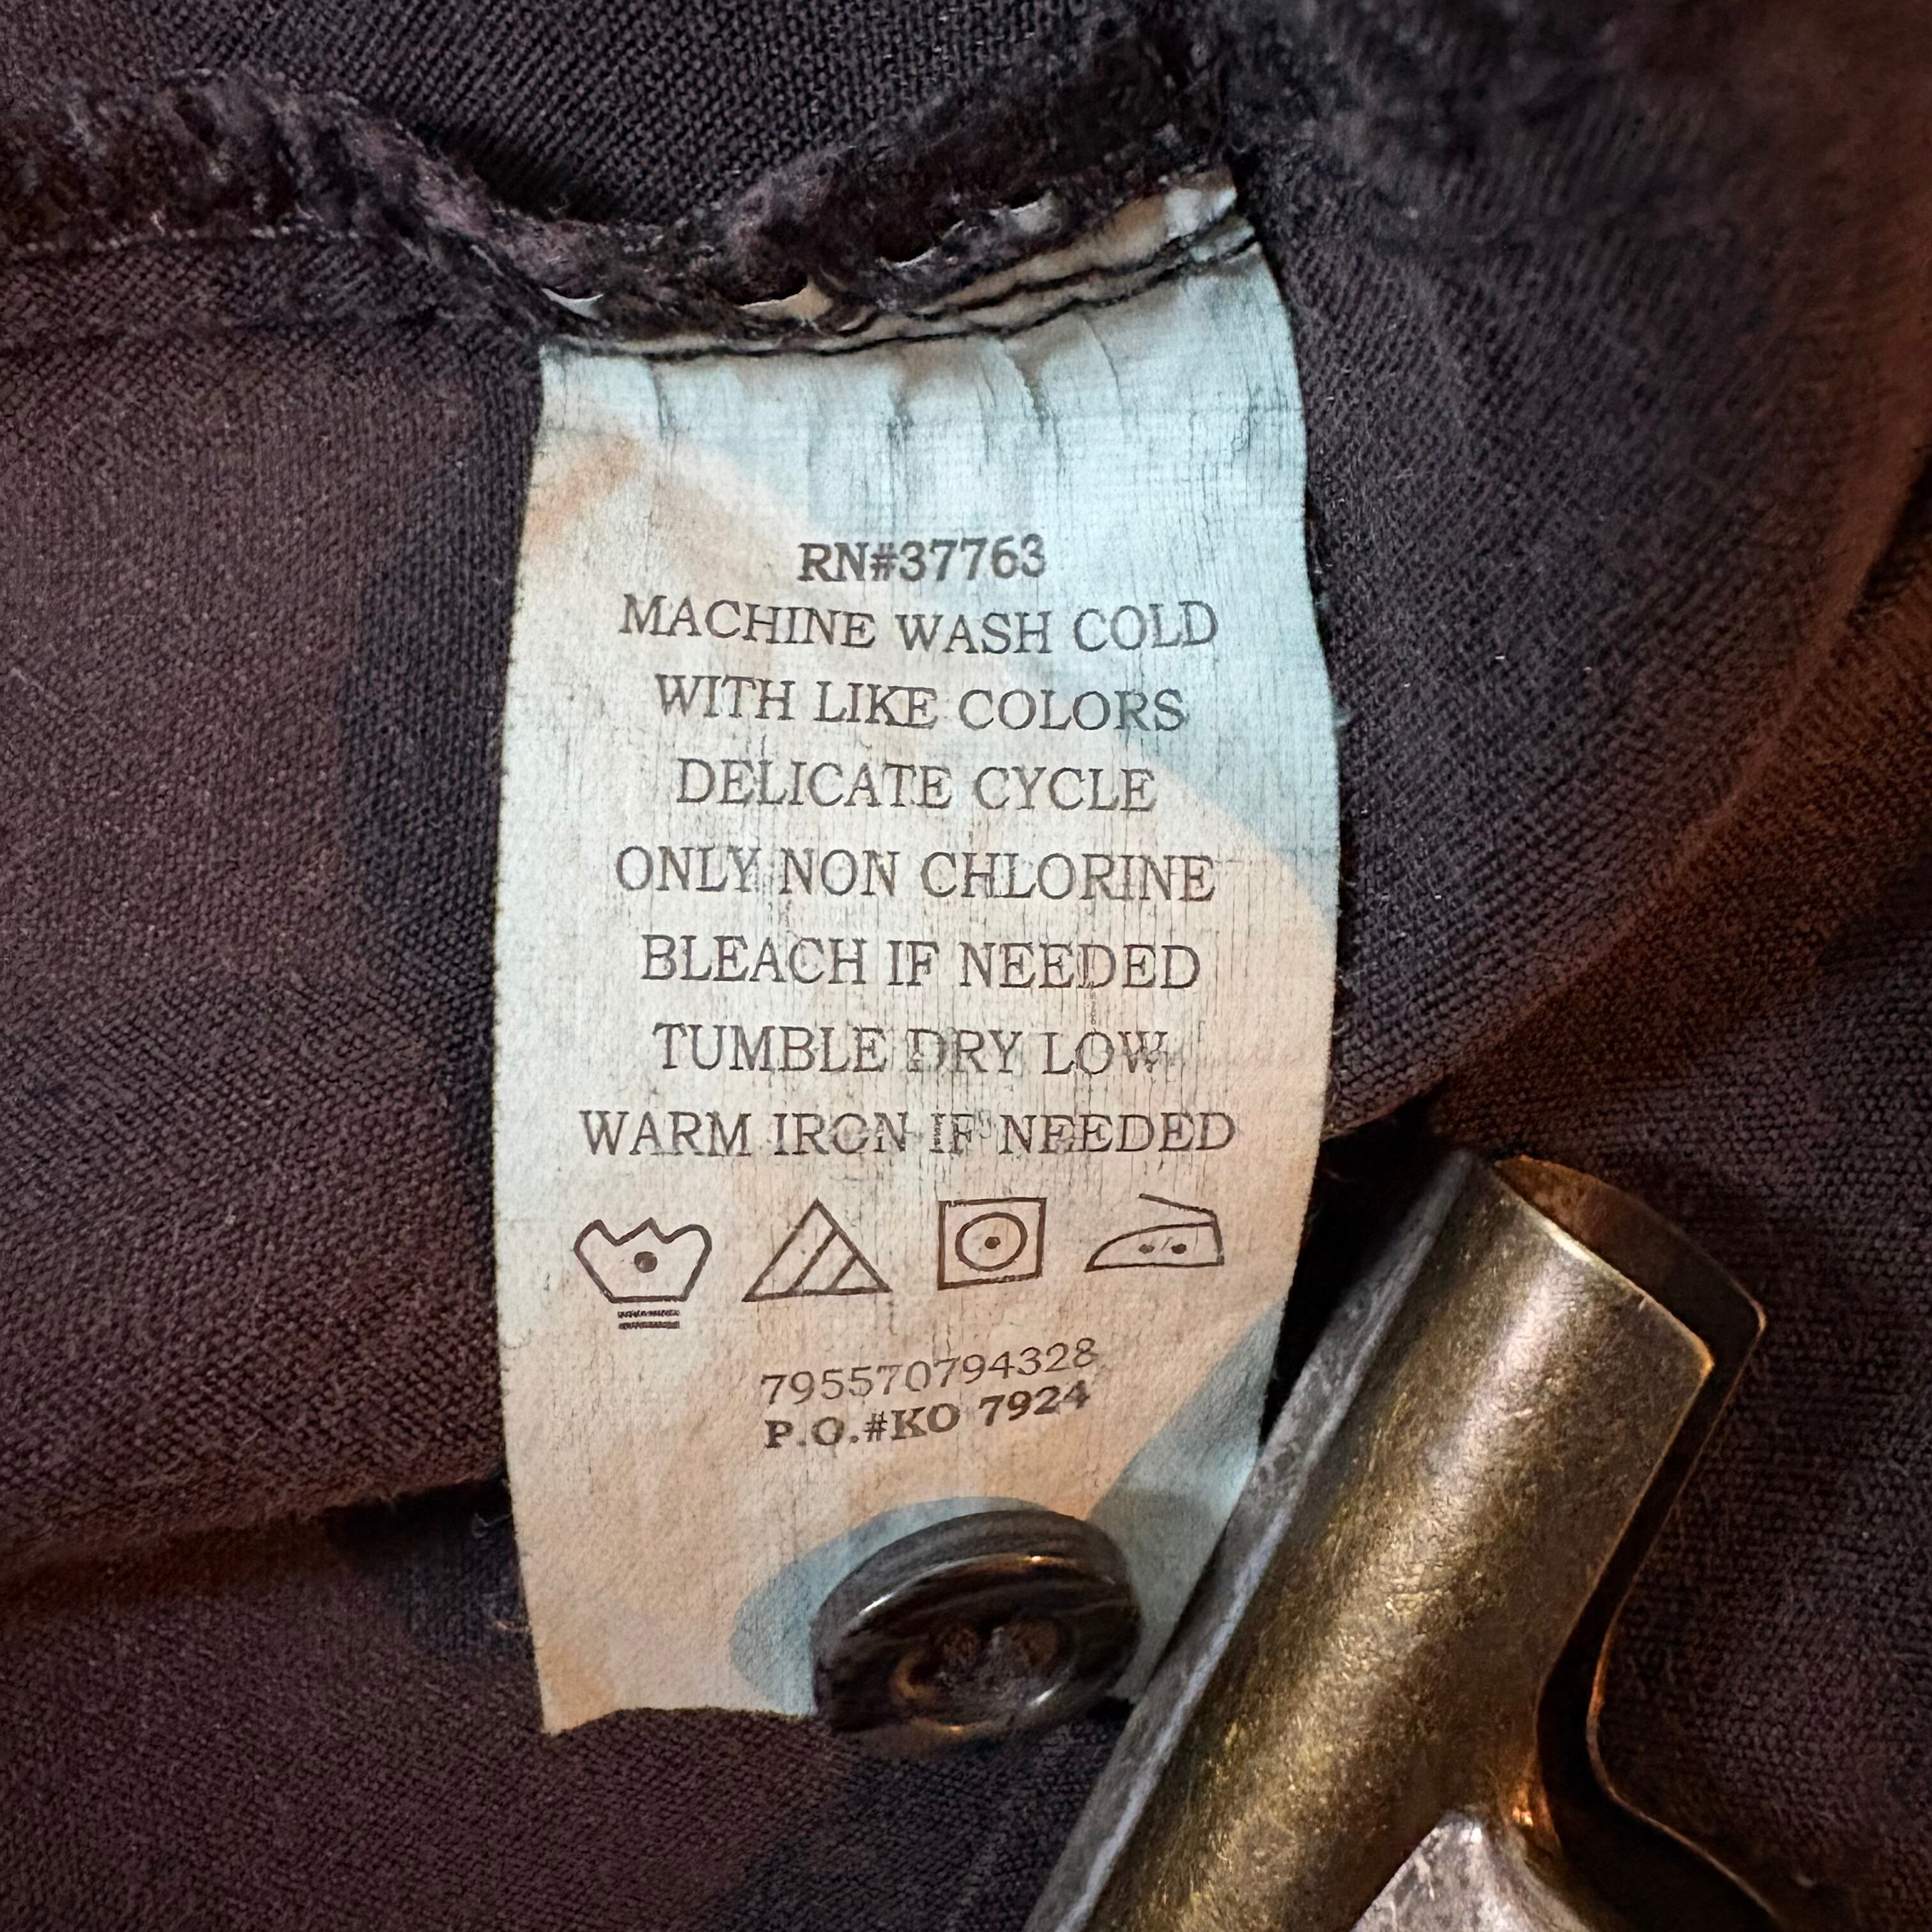 RN#37763
MACHINE WASH COLD
WITH LIKE COLORS
DELICATE CYCLE
ONLY NON CHLORINE
BLEACH IF NEEDED
TUMBLE DRY LOW
WARM IRON IF NEEDED
795570794328
P.O.#KO 7924